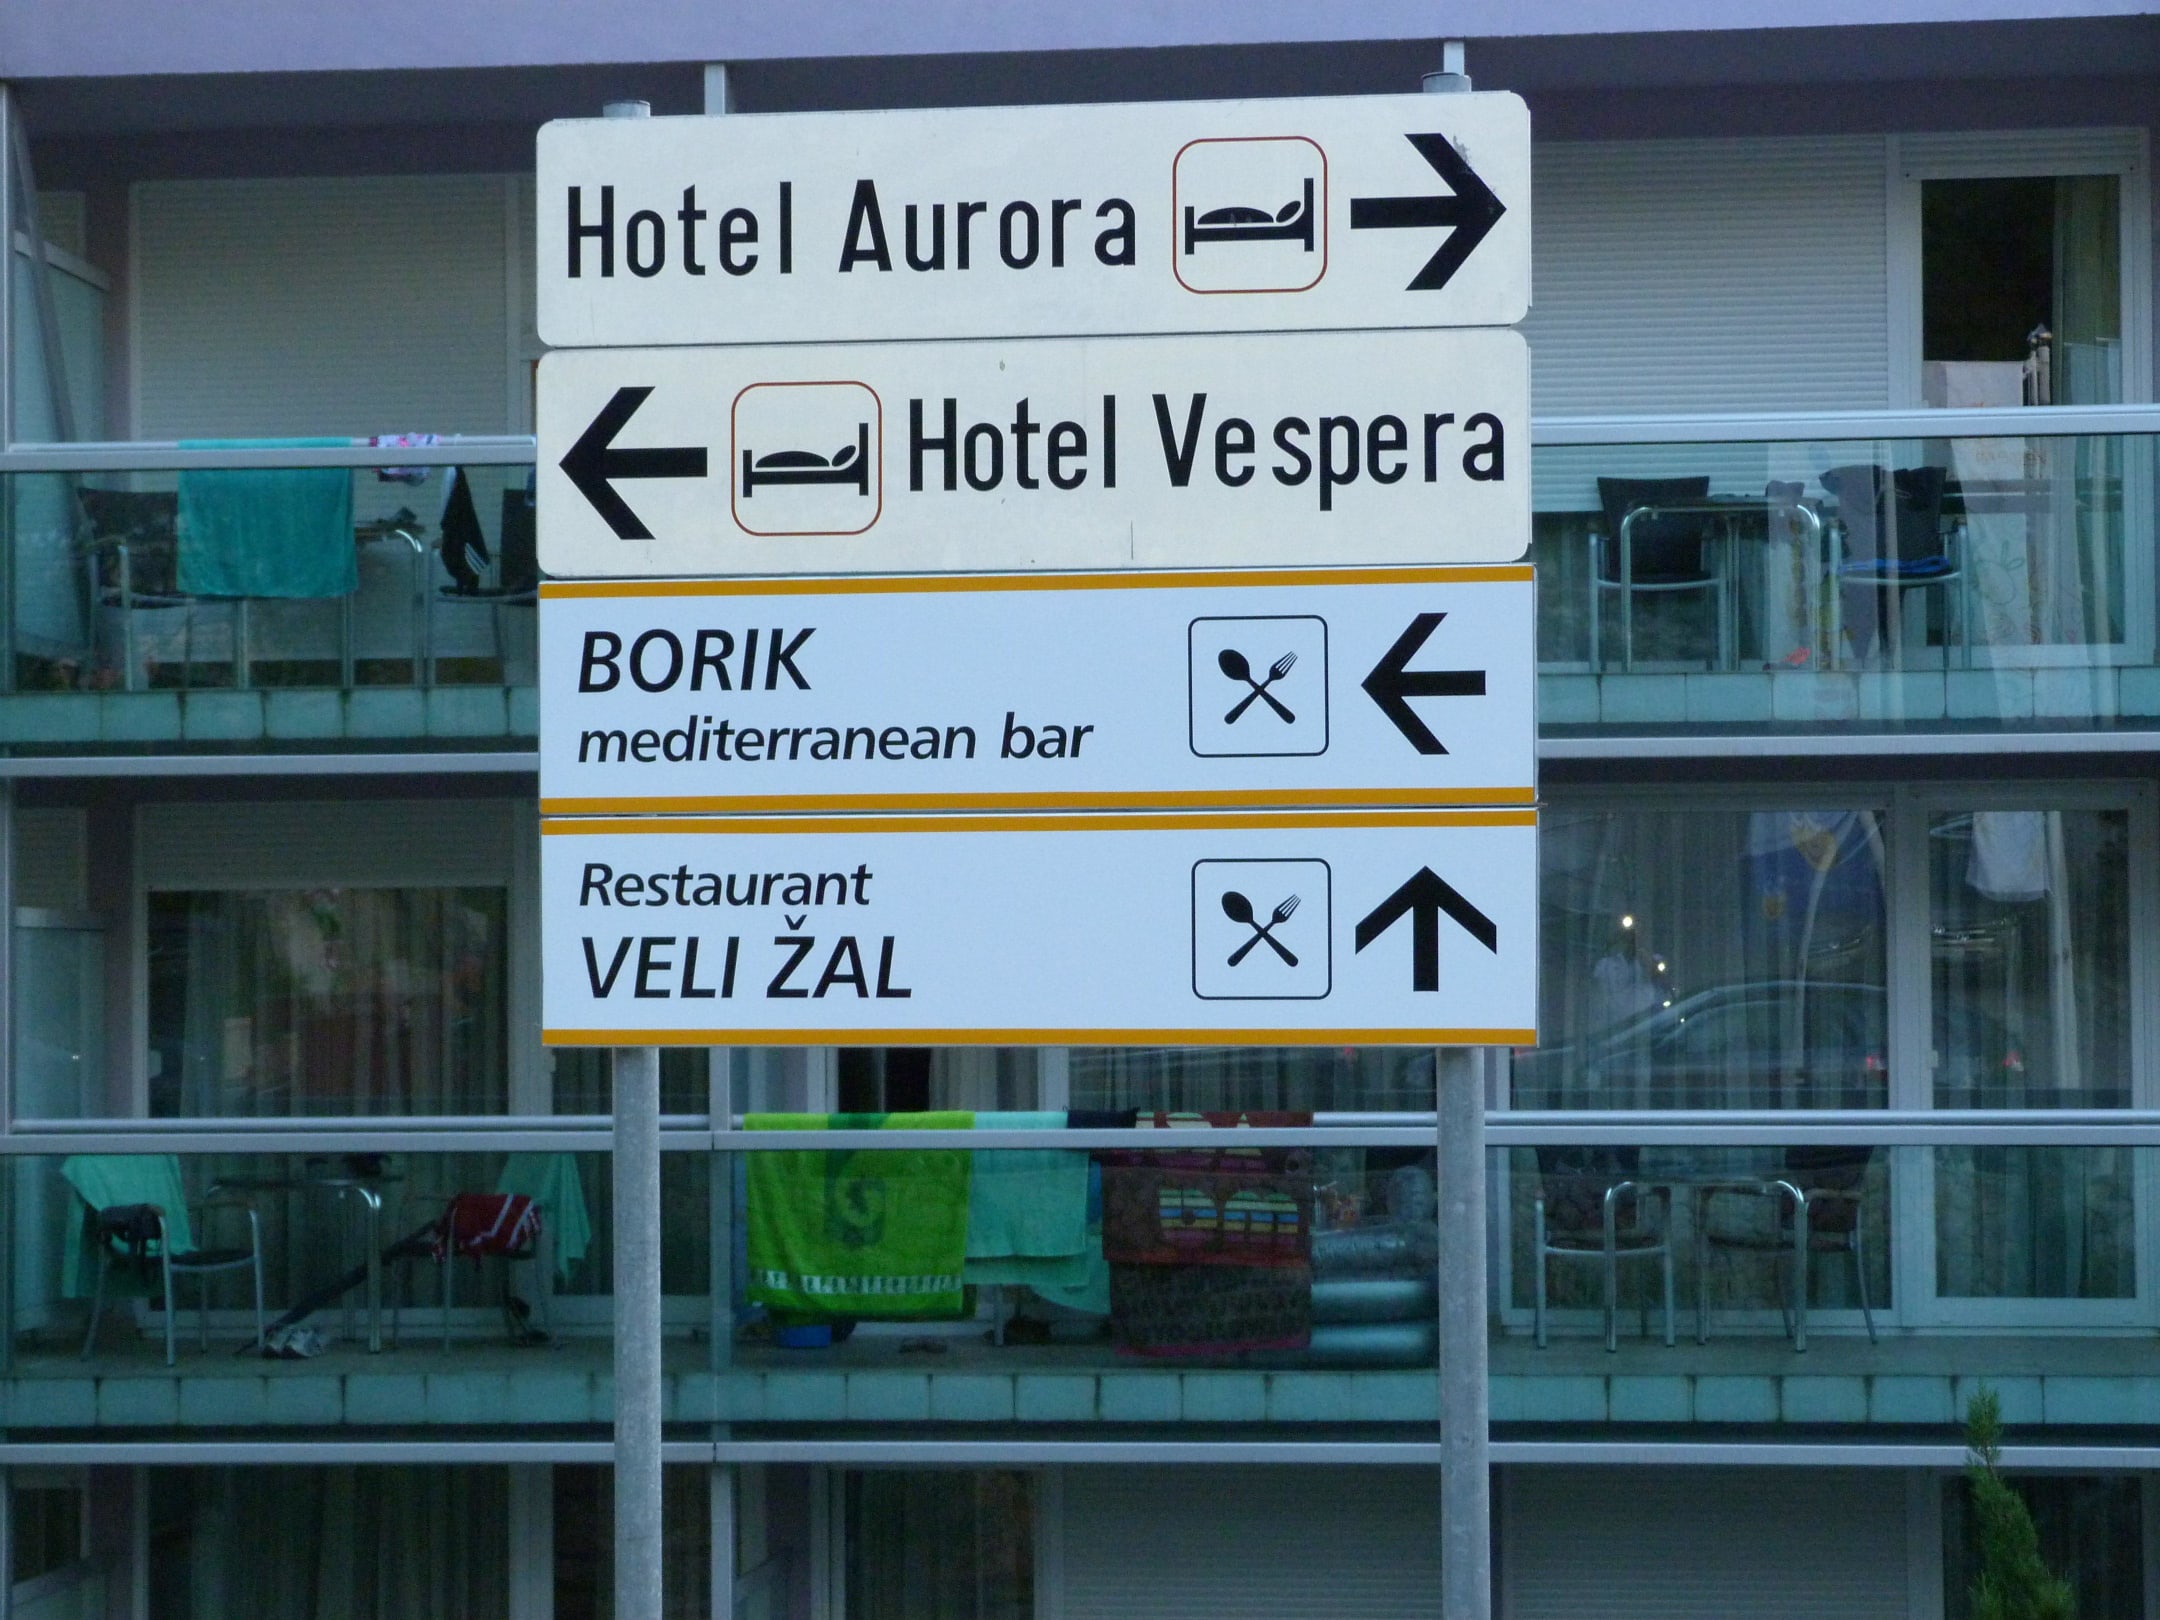 Hotel Aurora
Hotel Vespera
BORIK
mediterranean bar
Restaurant
VELI ŽAL